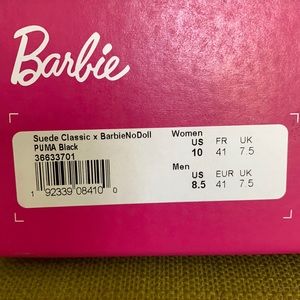 Barbie
Suede Classic x BarbieNoDoll
PUMA Black
36633701
1 92339 08410 0
Women
US FR UK
10 41 7.5
Men
US EUR UK
8.5 41 7.5